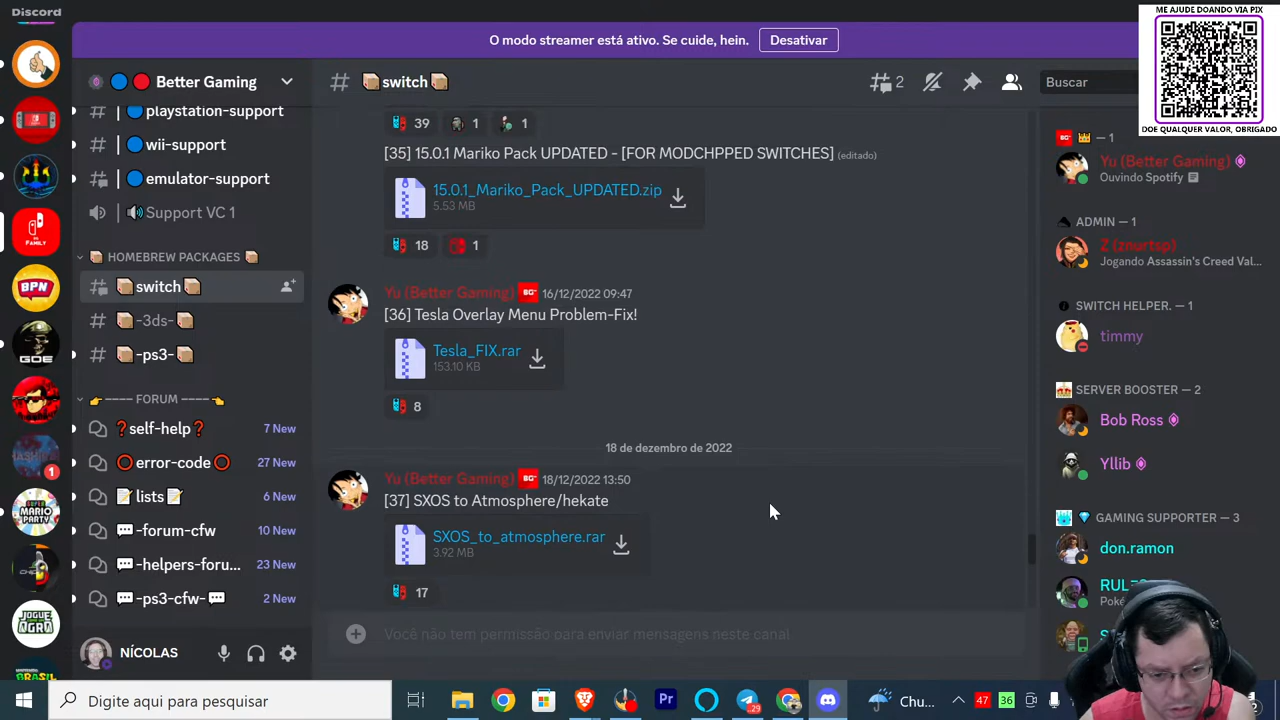 Discord
ME AJUDE DOANDO VIA PIX
DOE QUALQUER VALOR, OBRIGADO
O modo streamer está ativo. Se cuide, hein.
Desativar
Better Gaming
switch
2
Buscar
playstation-support
wii-support
emulator-support
Support VC 1
HOMEBREW PACKAGES
switch
-3ds-
-ps3-
FORUM
self-help
7 New
error-code
27 New
lists
6 New
-forum-cfw
10 New
-helpers-foru...
23 New
-ps3-cfw-
2 New
NÍCOLAS
BPN
GOE
1
39
1
1
[35] 15.0.1 Mariko Pack UPDATED - [FOR MODCHPPED SWITCHES] (editado)
15.0.1_Mariko_Pack_UPDATED.zip
5.53 MB
18
1
Yu (Better Gaming) 16/12/2022 09:47
[36] Tesla Overlay Menu Problem-Fix!
Tesla_FIX.rar
153.10 KB
8
18 de dezembro de 2022
Yu (Better Gaming) 18/12/2022 13:50
[37] SXOS to Atmosphere/hekate
SXOS_to_atmosphere.rar
3.92 MB
17
Você não tem permissão para enviar mensagens neste canal
— 1
Yu (Better Gaming)
Ouvindo Spotify
ADMIN — 1
Z (znurtsp)
Jogando Assassin's Creed Val...
SWITCH HELPER. — 1
timmy
SERVER BOOSTER — 2
Bob Ross
Yllib
GAMING SUPPORTER — 3
don.ramon
Digite aqui para pesquisar
Pr
29
Chu...
47
36